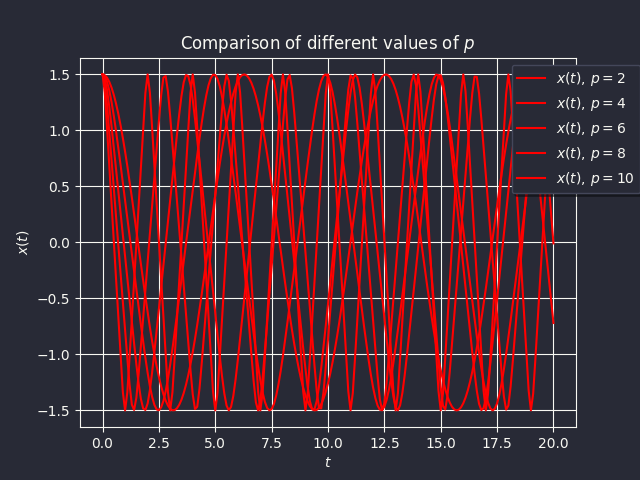 Comparison of different values of p
x(t), p = 2
x(t), p = 4
x(t), p = 6
x(t), p = 8
x(t), p = 10
1.5
1.0
0.5
0.0
−0.5
−1.0
−1.5
x(t)
0.0 2.5 5.0 7.5 10.0 12.5 15.0 17.5 20.0
t